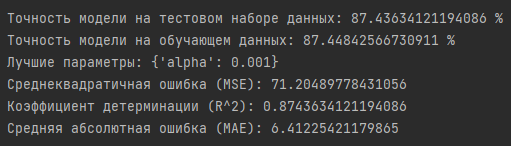 Точность модели на тестовом наборе данных: 87.43634121194086 %
Точность модели на обучающем данных: 87.44842566730911 %
Лучшие параметры: {'alpha': 0.001}
Среднеквадратичная ошибка (MSE): 71.20489778431056
Коэффициент детерминации (R^2): 0.8743634121194086
Средняя абсолютная ошибка (MAE): 6.41225421179865